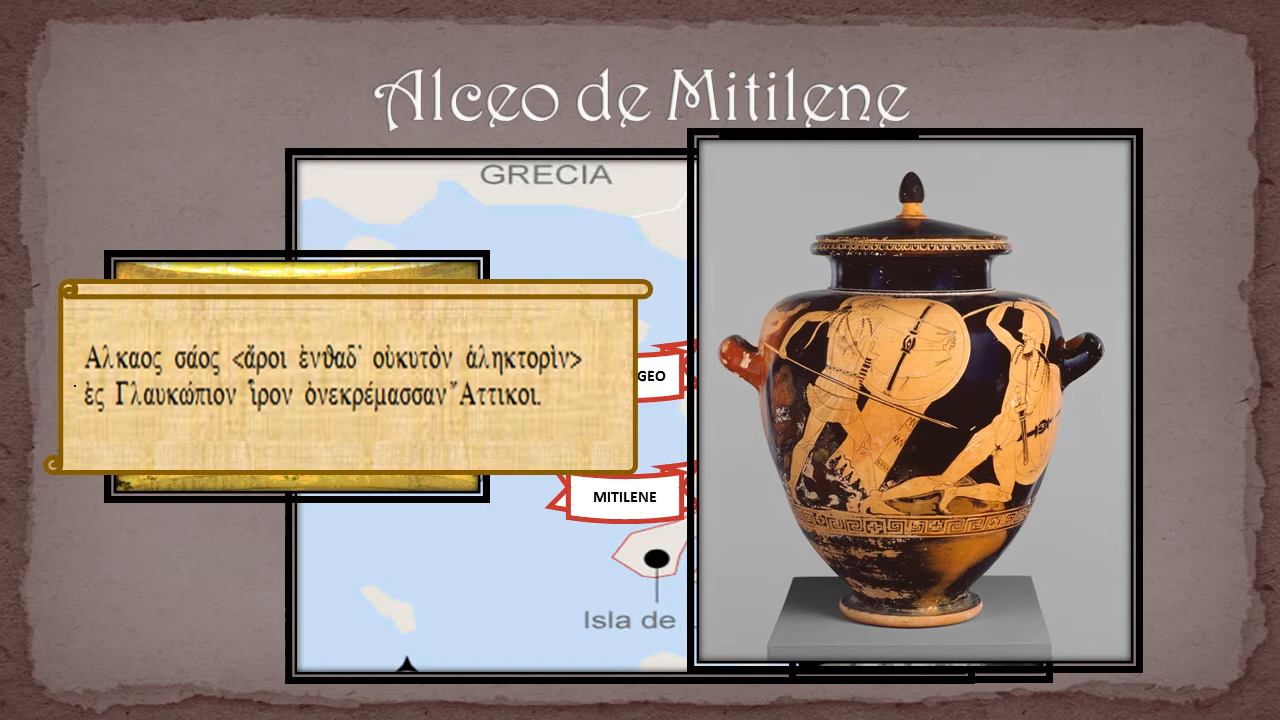 Alceo de Mitilene
GRECIA
Αλκαος σάος <ἄροι ἐνθαδ᾽ οὐκυτὸν ἀληκτορὶν>
ἐς Γλαυκώπιον ἶρον ὀνεκρέμασσαν Ἄττικοι.
GEO
MITILENE
Isla de